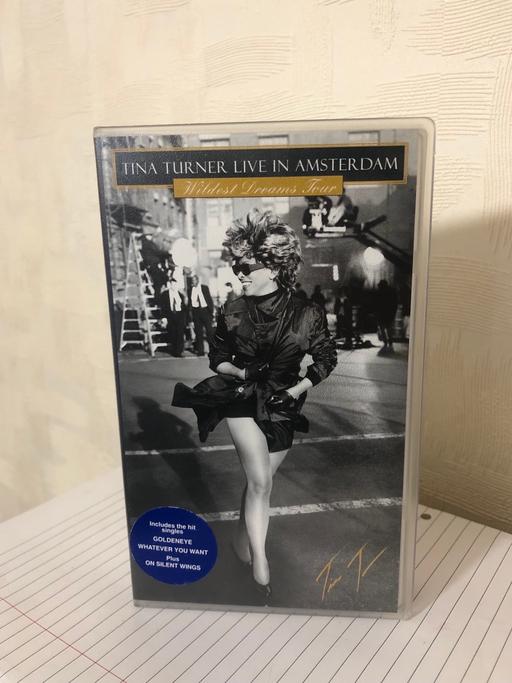 TINA TURNER LIVE IN AMSTERDAM
Wildest Dreams Tour
Includes the hit
singles
GOLDENEYE
WHATEVER YOU WANT
Plus
ON SILENT WINGS